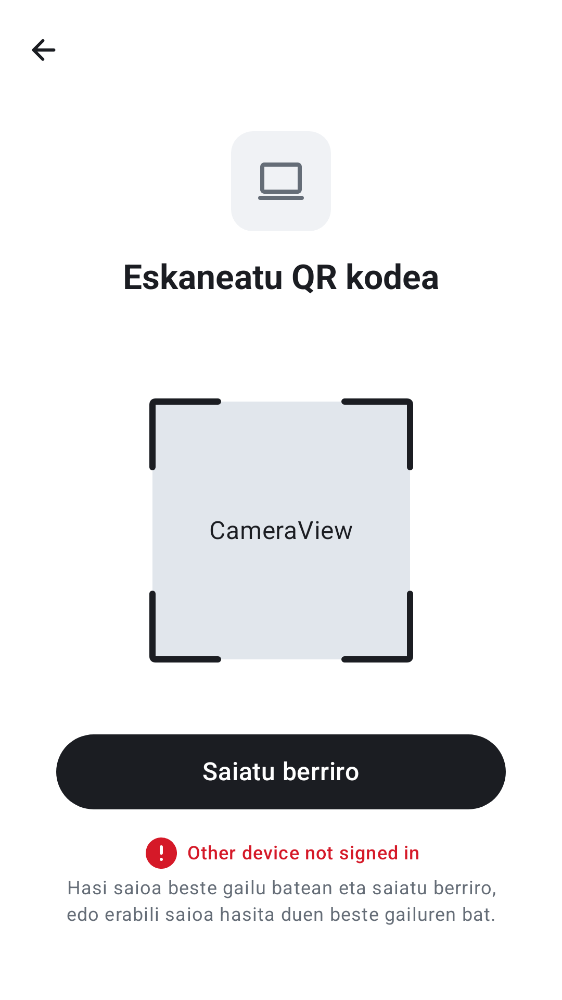 Eskaneatu QR kodea
CameraView
Saiatu berriro
Other device not signed in
Hasi saioa beste gailu batean eta saiatu berriro,
edo erabili saioa hasita duen beste gailuren bat.